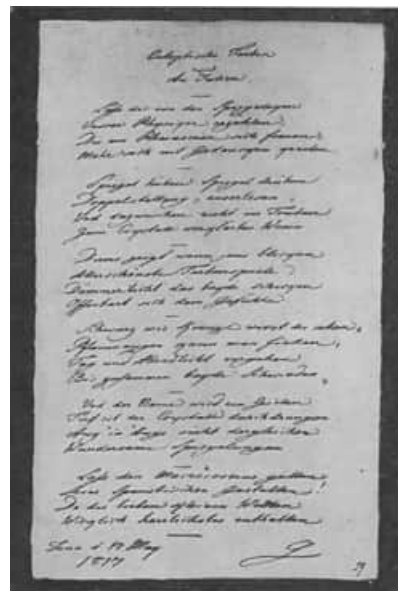 Entoptische Farben
An Julien
Laß dir von den Spiegeleyen
Unsrer Physiker erzählen,
Die am Phänomen sich freuen,
Mehr sich mit Gedanken quälen
Spiegel hüben Spiegel drüben
Doppelstellung, auserlesen
Und dazwischen ruht im Trüben
Crystall Wesen
Dieses zeigt wenn jene blicken
Allerschönste Farbenspiele
Dämmerlicht das beyde schicken
Offenbart sich dem Gefühle
Schwarz wie Kreuze wirst du sehen,
Pfauenaugen kann man finden,
Tag und Abendlicht vergehen
Bis zusammen beyde schwinden.
Und der Name wird ein Zeichen
Tief ist der Crystall durchdrungen
Aug' in Auge sieht dergleichen
Wundersame Spiegelungen
Laß den gelten
Seine spenstischen Gestalten!
Da die lieben kleinen Welten
Wirklich herrlichstes enthalten
Jena d. May
1817
G